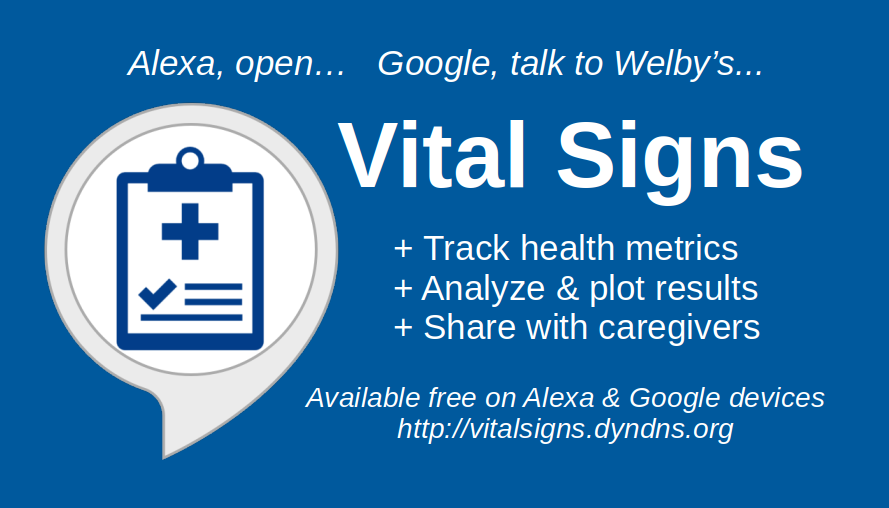 Alexa, open… Google, talk to Welby’s...
Vital Signs
+ Track health metrics
+ Analyze & plot results
+ Share with caregivers
Available free on Alexa & Google devices
http://vitalsigns.dyndns.org